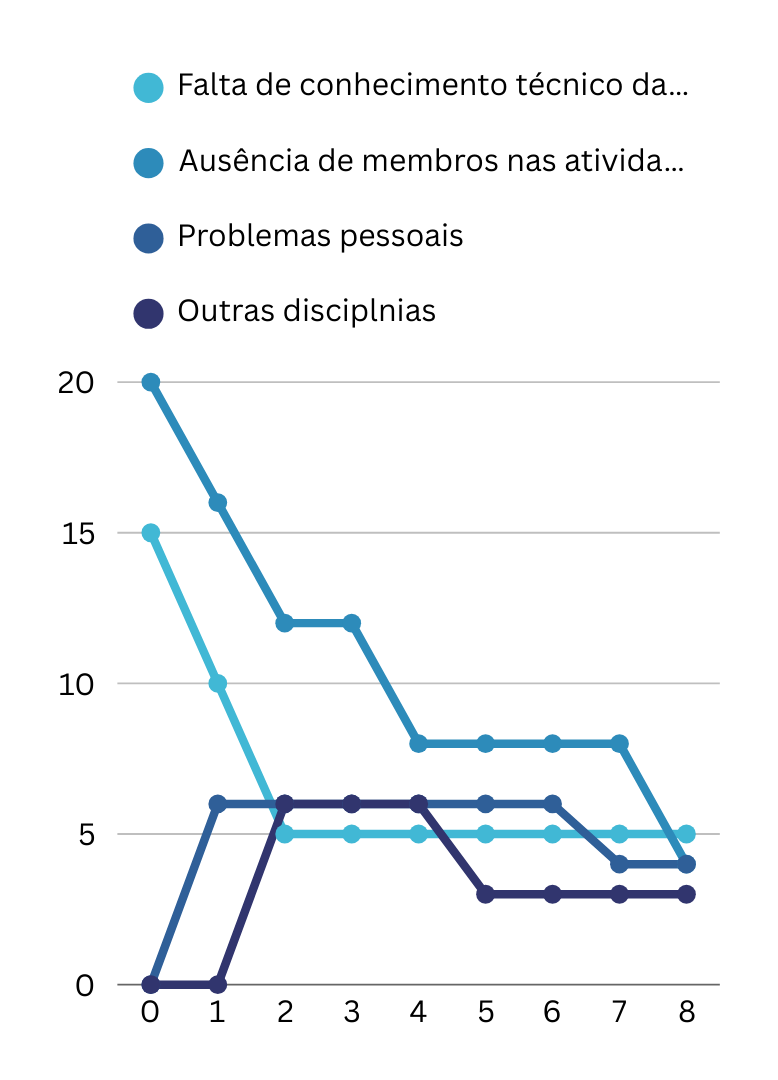 Falta de conhecimento técnico da...
Ausência de membros nas ativida...
Problemas pessoais
Outras disciplnias
20
15
10
5
0
0 1 2 3 4 5 6 7 8